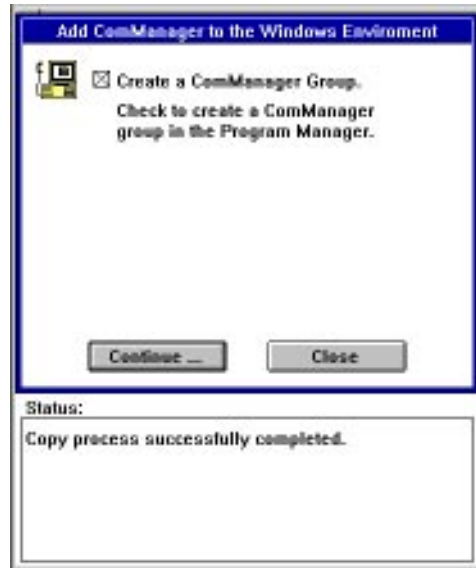 Add ComManager to the Windows Enviroment
Create a ComManager Group.
Check to create a ComManager
group in the Program Manager.
Continue ...
Close
Status:
Copy process successfully completed.